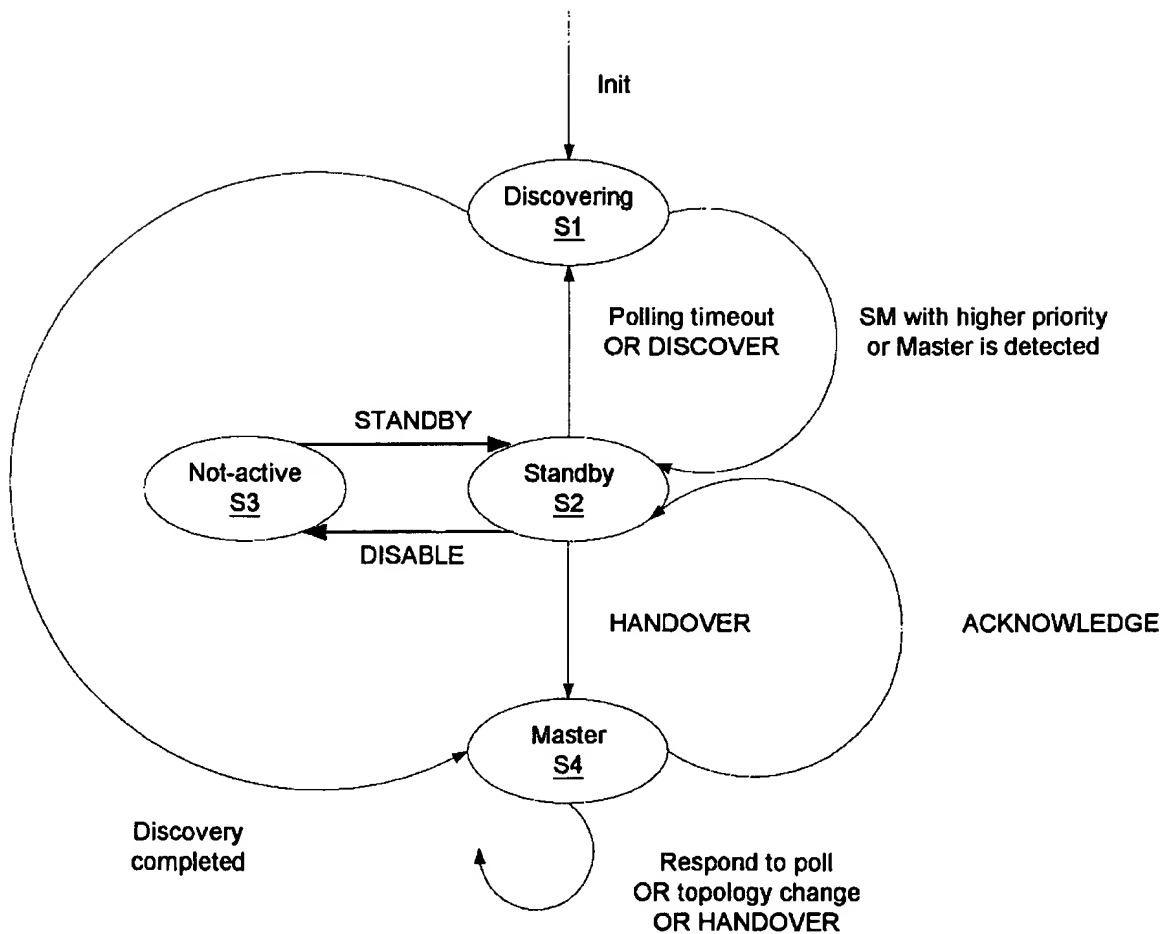 Init
Discovering
S1
Polling timeout
OR DISCOVER
SM with higher priority
or Master is detected
STANDBY
Not-active
S3
Standby
S2
DISABLE
HANDOVER
ACKNOWLEDGE
Master
S4
Discovery
completed
Respond to poll
OR topology change
OR HANDOVER